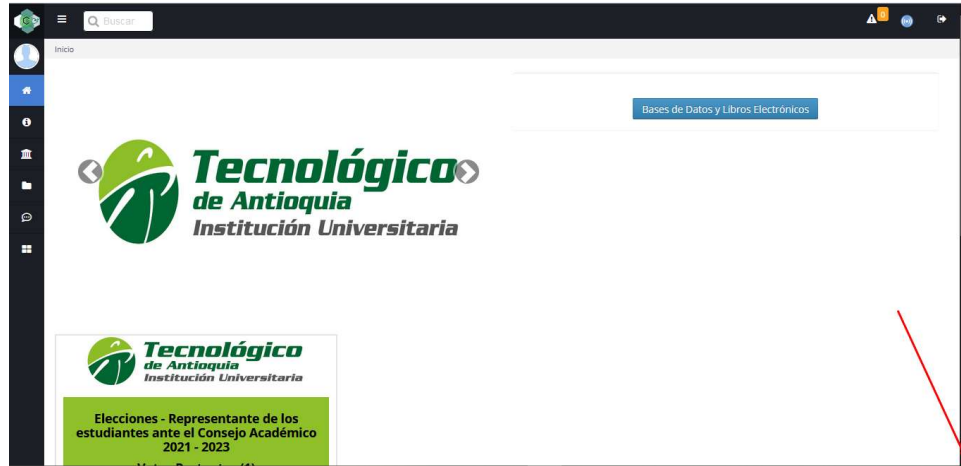 Buscar
0
Inicio
Bases de Datos y Libros Electrónicos
Tecnológico
de Antioquia
Institución Universitaria
Tecnológico
de Antioquia
Institución Universitaria
Elecciones - Representante de los
estudiantes ante el Consejo Académico
2021 - 2023